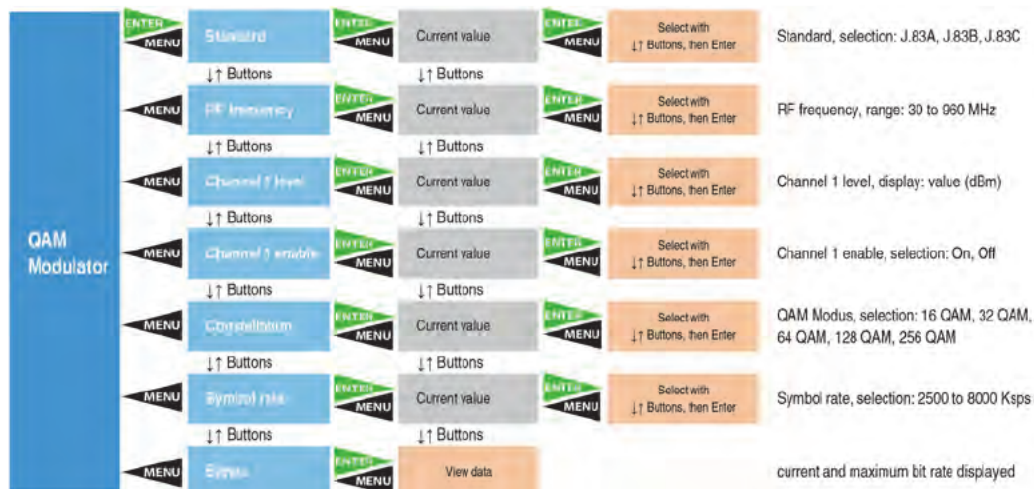 ENTER MENU Standard ENTER MENU Current value ENTER MENU Select with Standard, selection: J.83A, J.83B, J.83C
↓↑ Buttons, then Enter
↓↑ Buttons ↓↑ Buttons
MENU RF frequency ENTER MENU Current value ENTER MENU Select with RF frequency, range: 30 to 960 MHz
↓↑ Buttons, then Enter
↓↑ Buttons ↓↑ Buttons
MENU Channel 1 level ENTER MENU Current value ENTER MENU Select with Channel 1 level, display: value (dBm)
↓↑ Buttons, then Enter
↓↑ Buttons ↓↑ Buttons
QAM
Modulator
MENU Channel 1 enable ENTER MENU Current value ENTER MENU Select with Channel 1 enable, selection: On, Off
↓↑ Buttons, then Enter
↓↑ Buttons ↓↑ Buttons
MENU Constellation ENTER MENU Current value ENTER MENU Select with QAM Modus, selection: 16 QAM, 32 QAM,
↓↑ Buttons, then Enter 64 QAM, 128 QAM, 256 QAM
↓↑ Buttons ↓↑ Buttons
MENU Symbol rate ENTER MENU Current value ENTER MENU Select with Symbol rate, selection: 2500 to 8000 Ksps
↓↑ Buttons, then Enter
↓↑ Buttons ↓↑ Buttons
MENU ENTER MENU View data current and maximum bit rate displayed